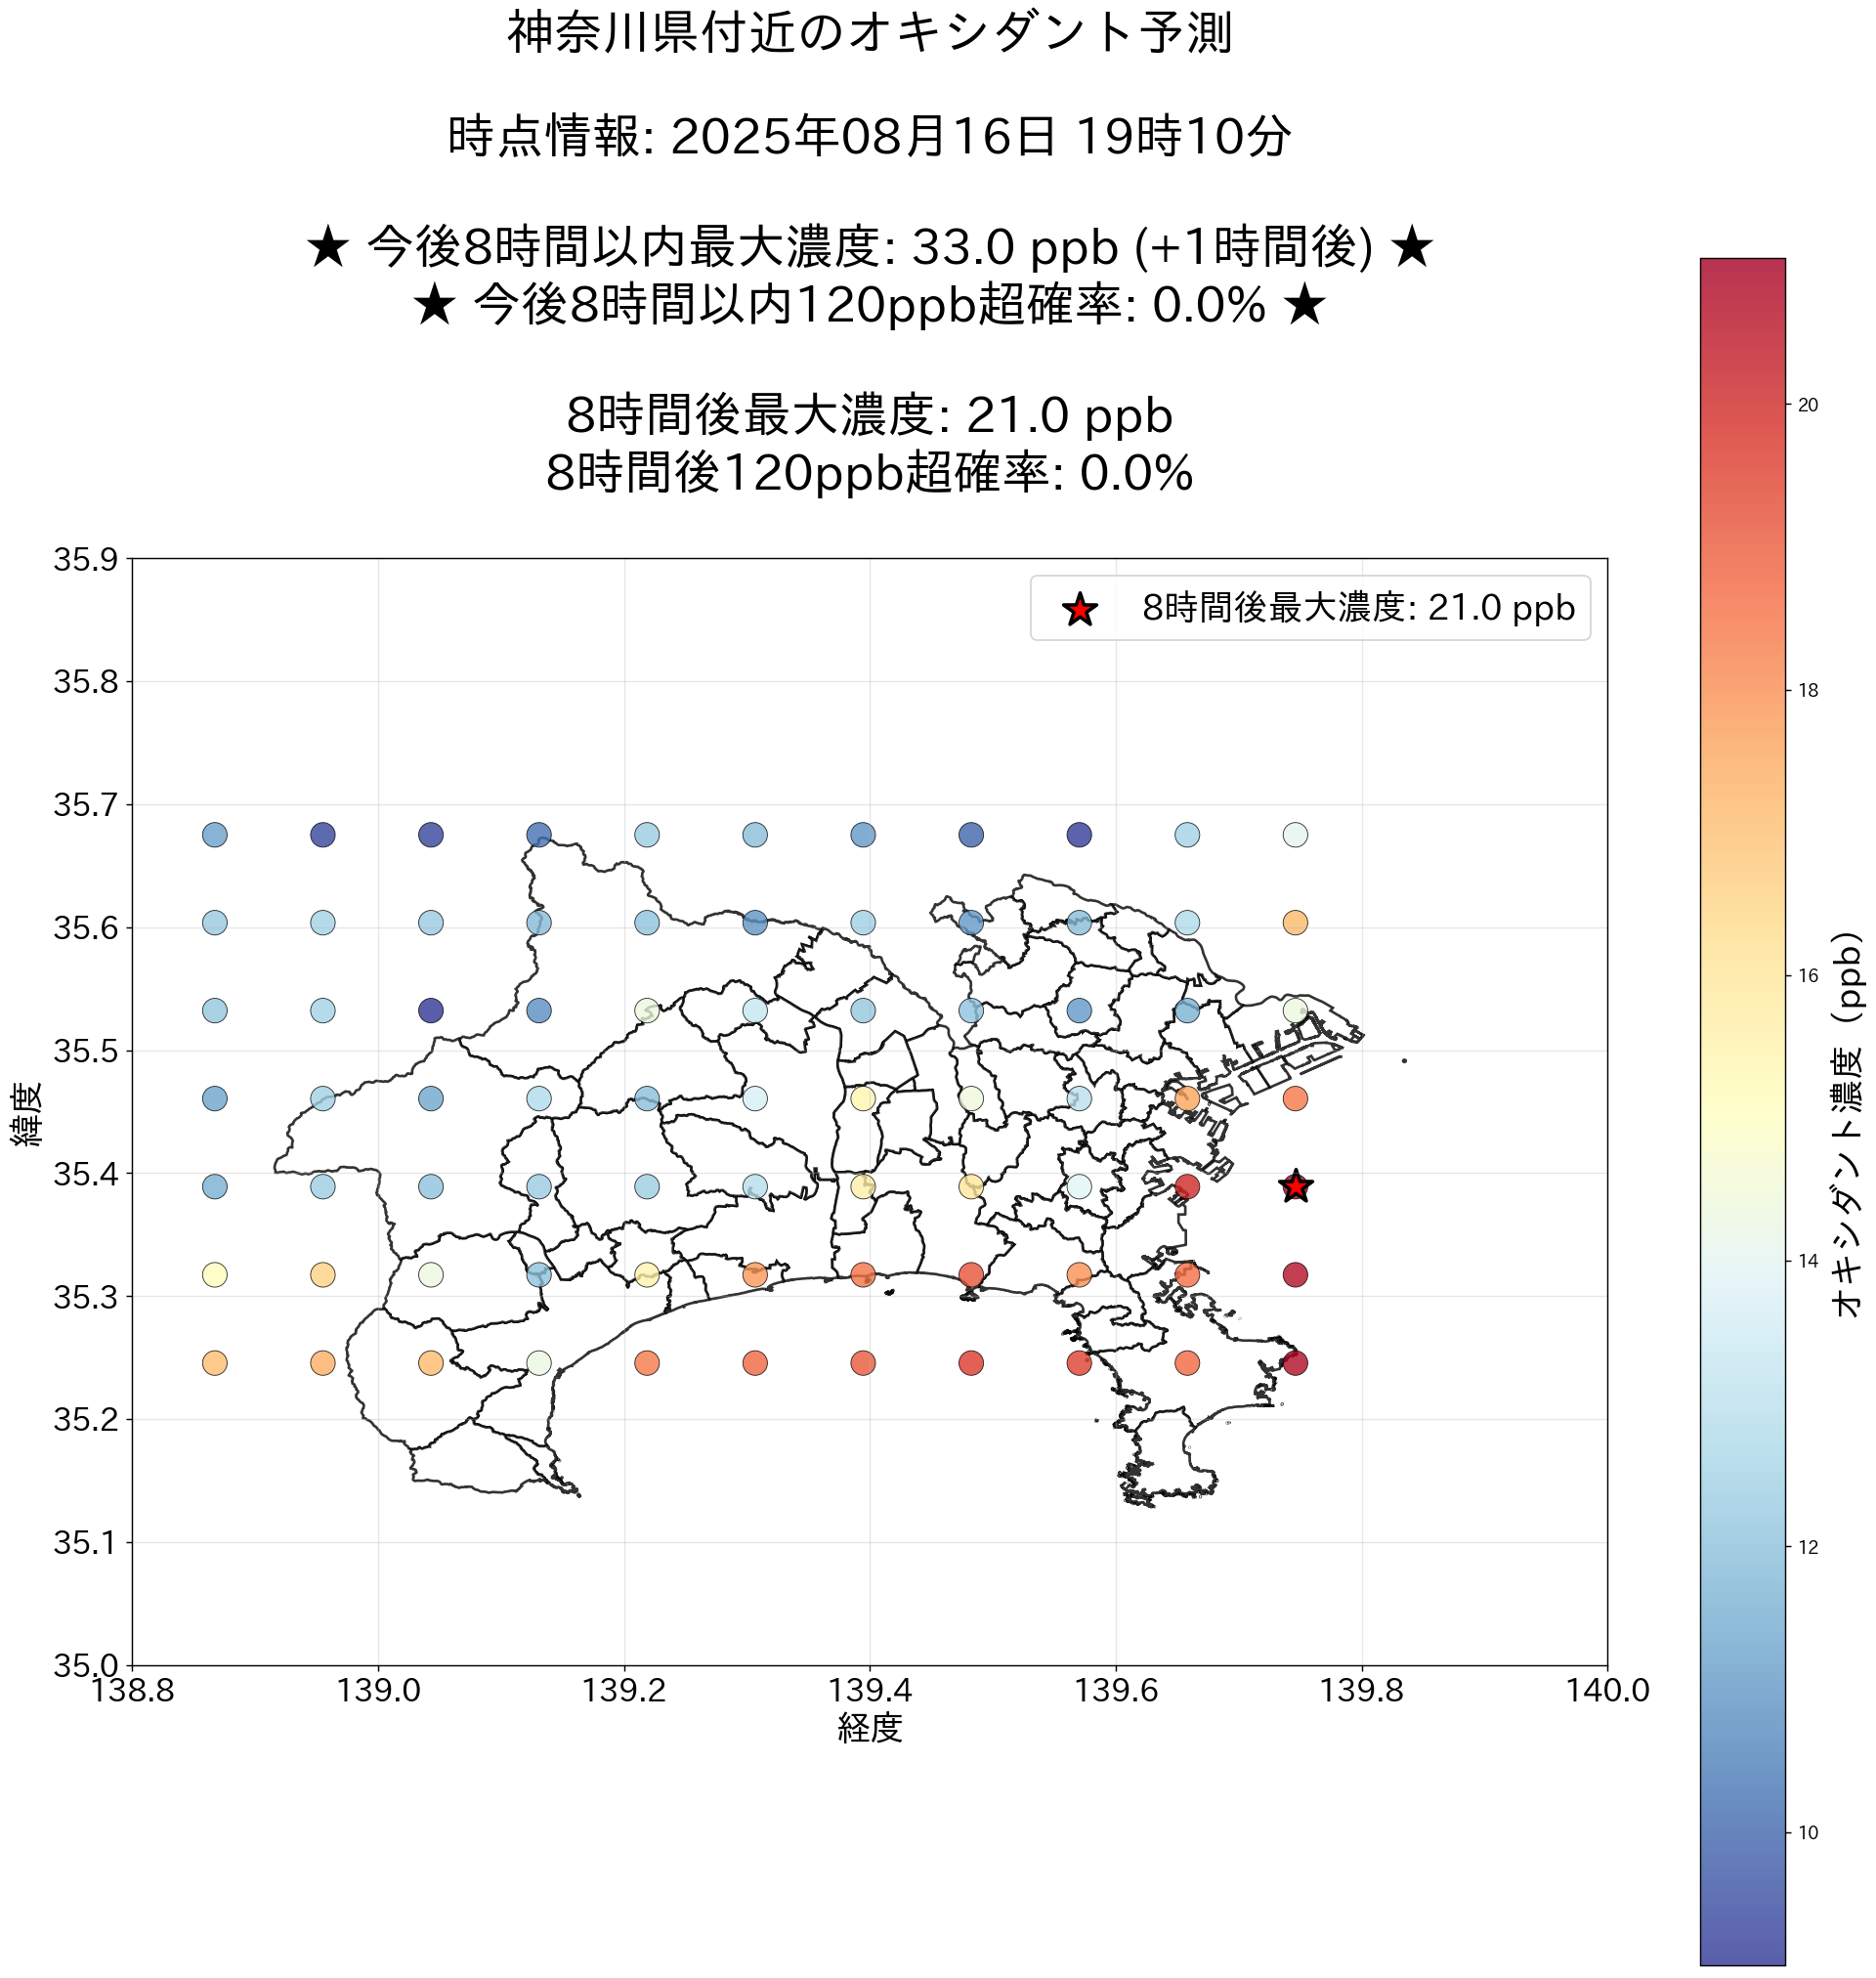 神奈川県付近のオキシダント予測
時点情報: 2025年08月16日 19時10分
★ 今後8時間以内最大濃度: 33.0 ppb (+1時間後) ★
★ 今後8時間以内120ppb超確率: 0.0% ★
8時間後最大濃度: 21.0 ppb
8時間後120ppb超確率: 0.0%
8時間後最大濃度: 21.0 ppb
35.9
35.8
35.7
35.6
35.5
35.4
35.3
35.2
35.1
35.0
緯度
138.8
139.0
139.2
139.4
139.6
139.8
140.0
経度
20
18
16
14
12
10
オキシダント濃度（ppb）